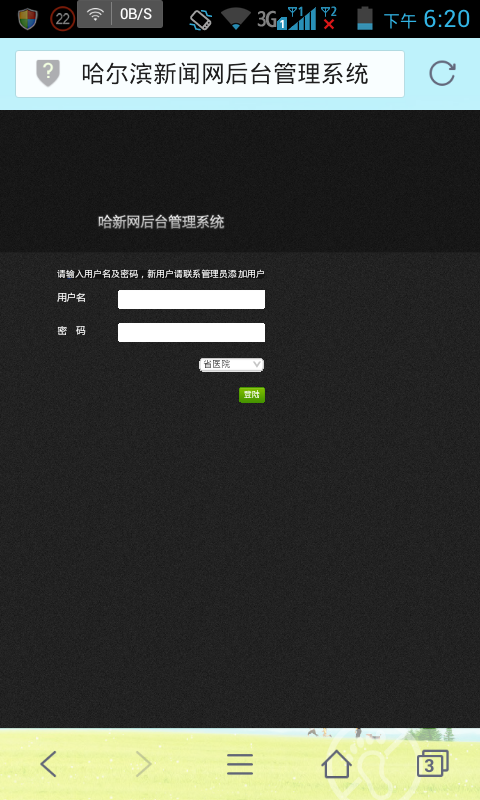 22
0B/S
3G
1
1
2
下午 6:20
哈尔滨新闻网后台管理系统
哈新网后台管理系统
请输入用户名及密码，新用户请联系管理员添加用户
用户名
密 码
省医院
登陆
3